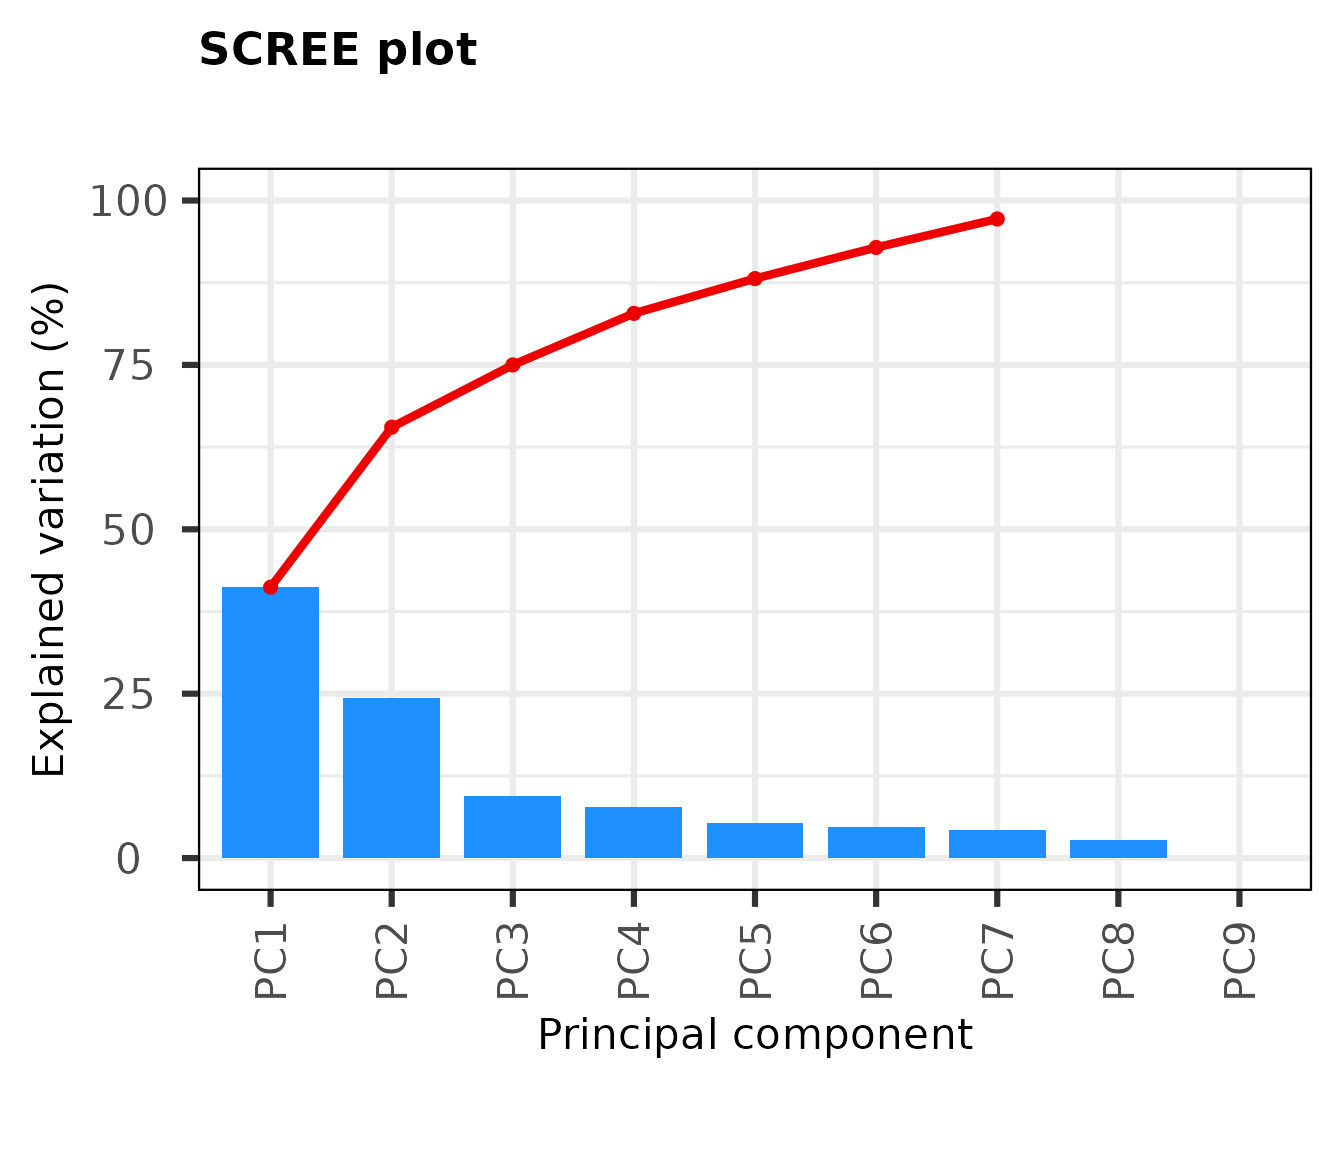 SCREE plot
Explained variation (%)
100
75
50
25
0
PC1
PC2
PC3
PC4
PC5
PC6
PC7
PC8
PC9
Principal component